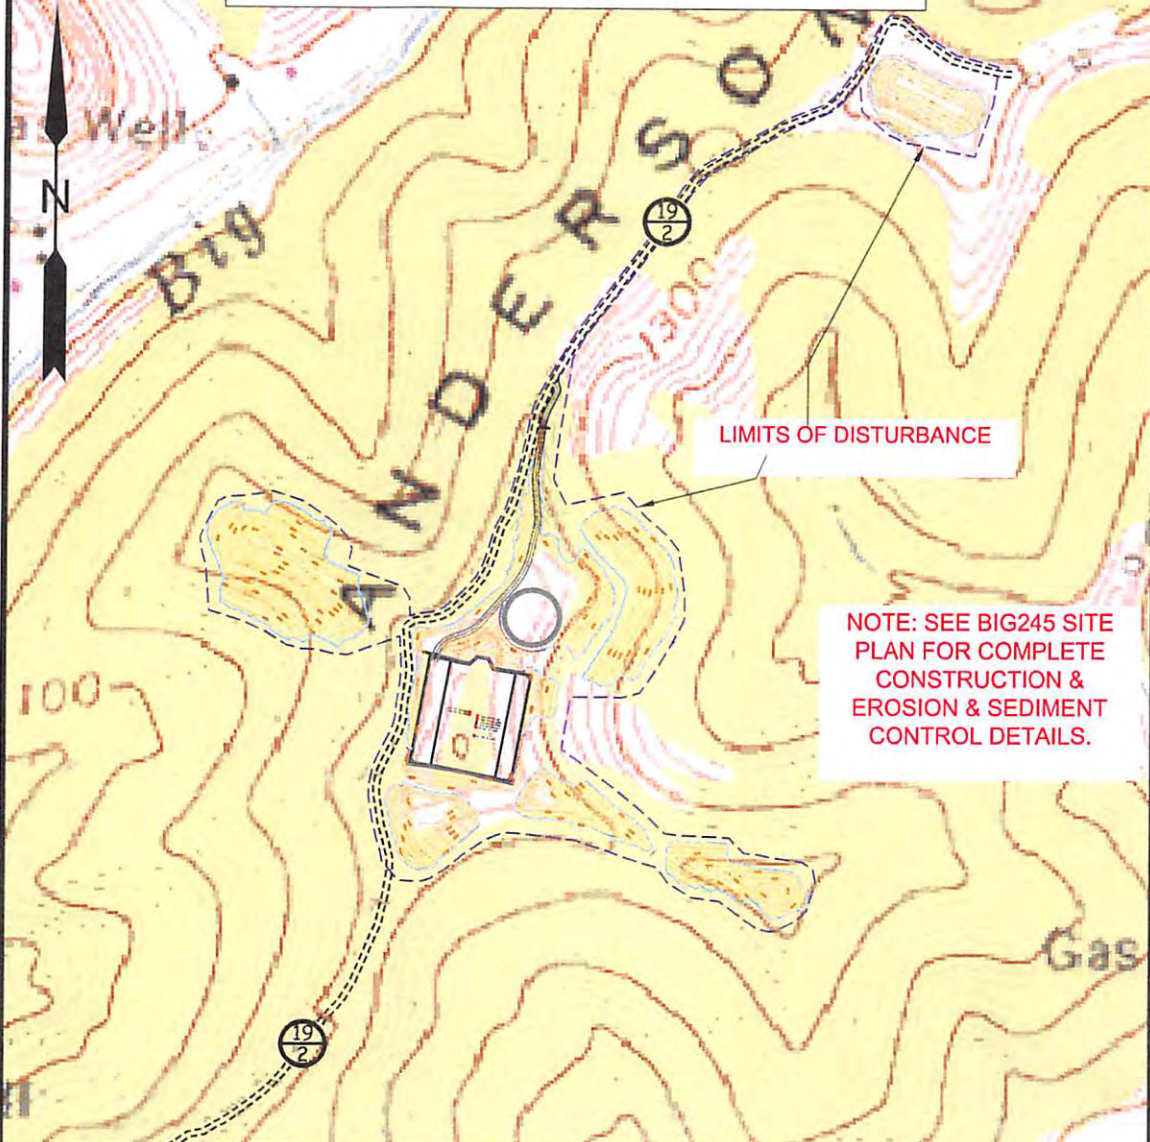 as Well
N
Big
ANDERSON
19
2
1300
LIMITS OF DISTURBANCE
NOTE: SEE BIG245 SITE
PLAN FOR COMPLETE
CONSTRUCTION &
EROSION & SEDIMENT
CONTROL DETAILS.
100
Gas
19
2